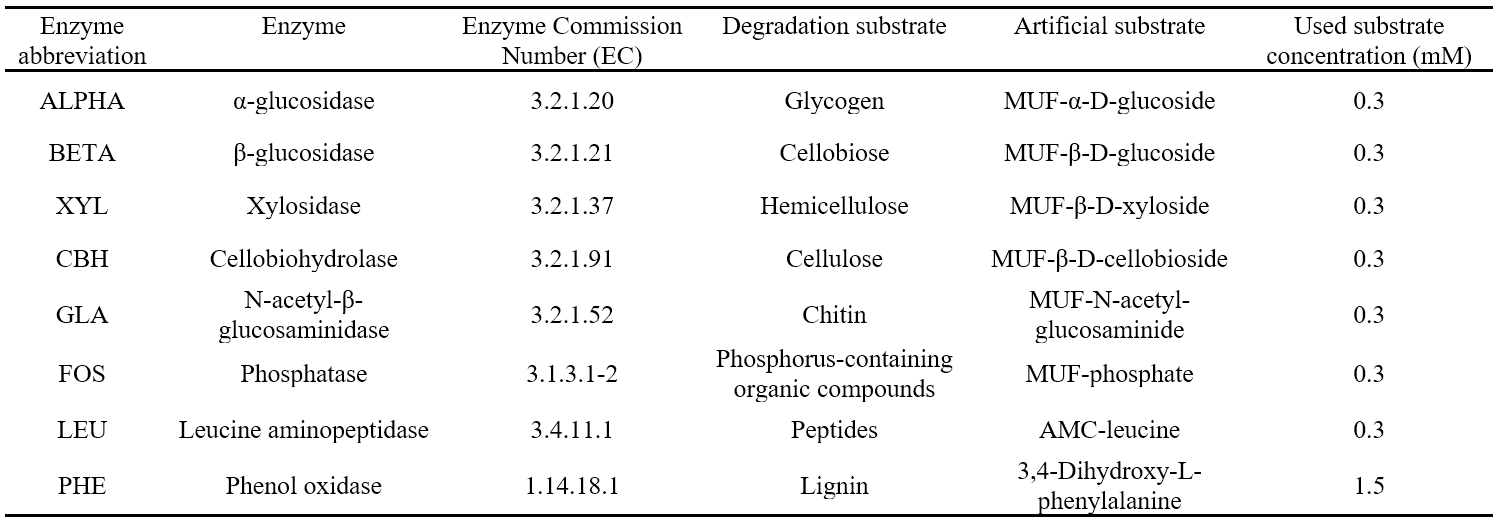 Enzyme abbreviation Enzyme Enzyme Commission Number (EC) Degradation substrate Artificial substrate Used substrate concentration (mM)
ALPHA α-glucosidase 3.2.1.20 Glycogen MUF-α-D-glucoside 0.3
BETA β-glucosidase 3.2.1.21 Cellobiose MUF-β-D-glucoside 0.3
XYL Xylosidase 3.2.1.37 Hemicellulose MUF-β-D-xyloside 0.3
CBH Cellobiohydrolase 3.2.1.91 Cellulose MUF-β-D-cellobioside 0.3
GLA N-acetyl-β-glucosaminidase 3.2.1.52 Chitin MUF-N-acetyl-glucosaminide 0.3
FOS Phosphatase 3.1.3.1-2 Phosphorus-containing organic compounds MUF-phosphate 0.3
LEU Leucine aminopeptidase 3.4.11.1 Peptides AMC-leucine 0.3
PHE Phenol oxidase 1.14.18.1 Lignin 3,4-Dihydroxy-L-phenylalanine 1.5